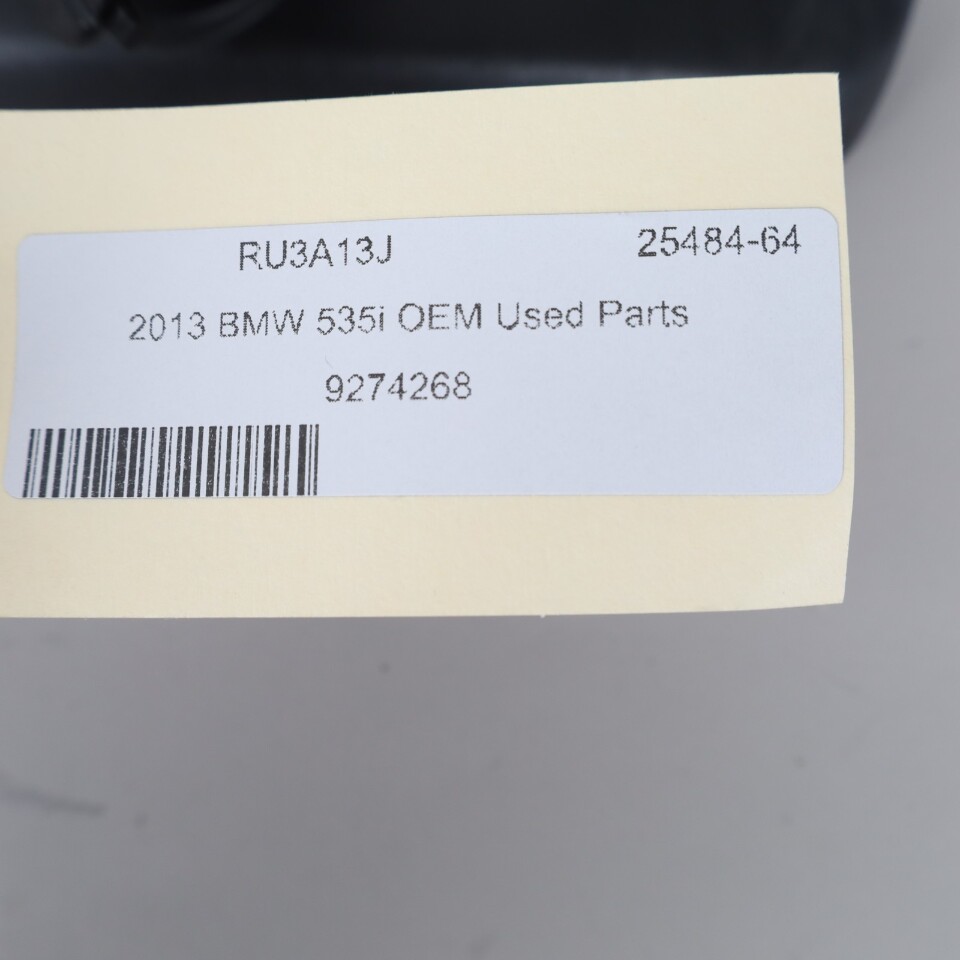 RU3A13J 25484-64
2013 BMW 535i OEM Used Parts
9274268